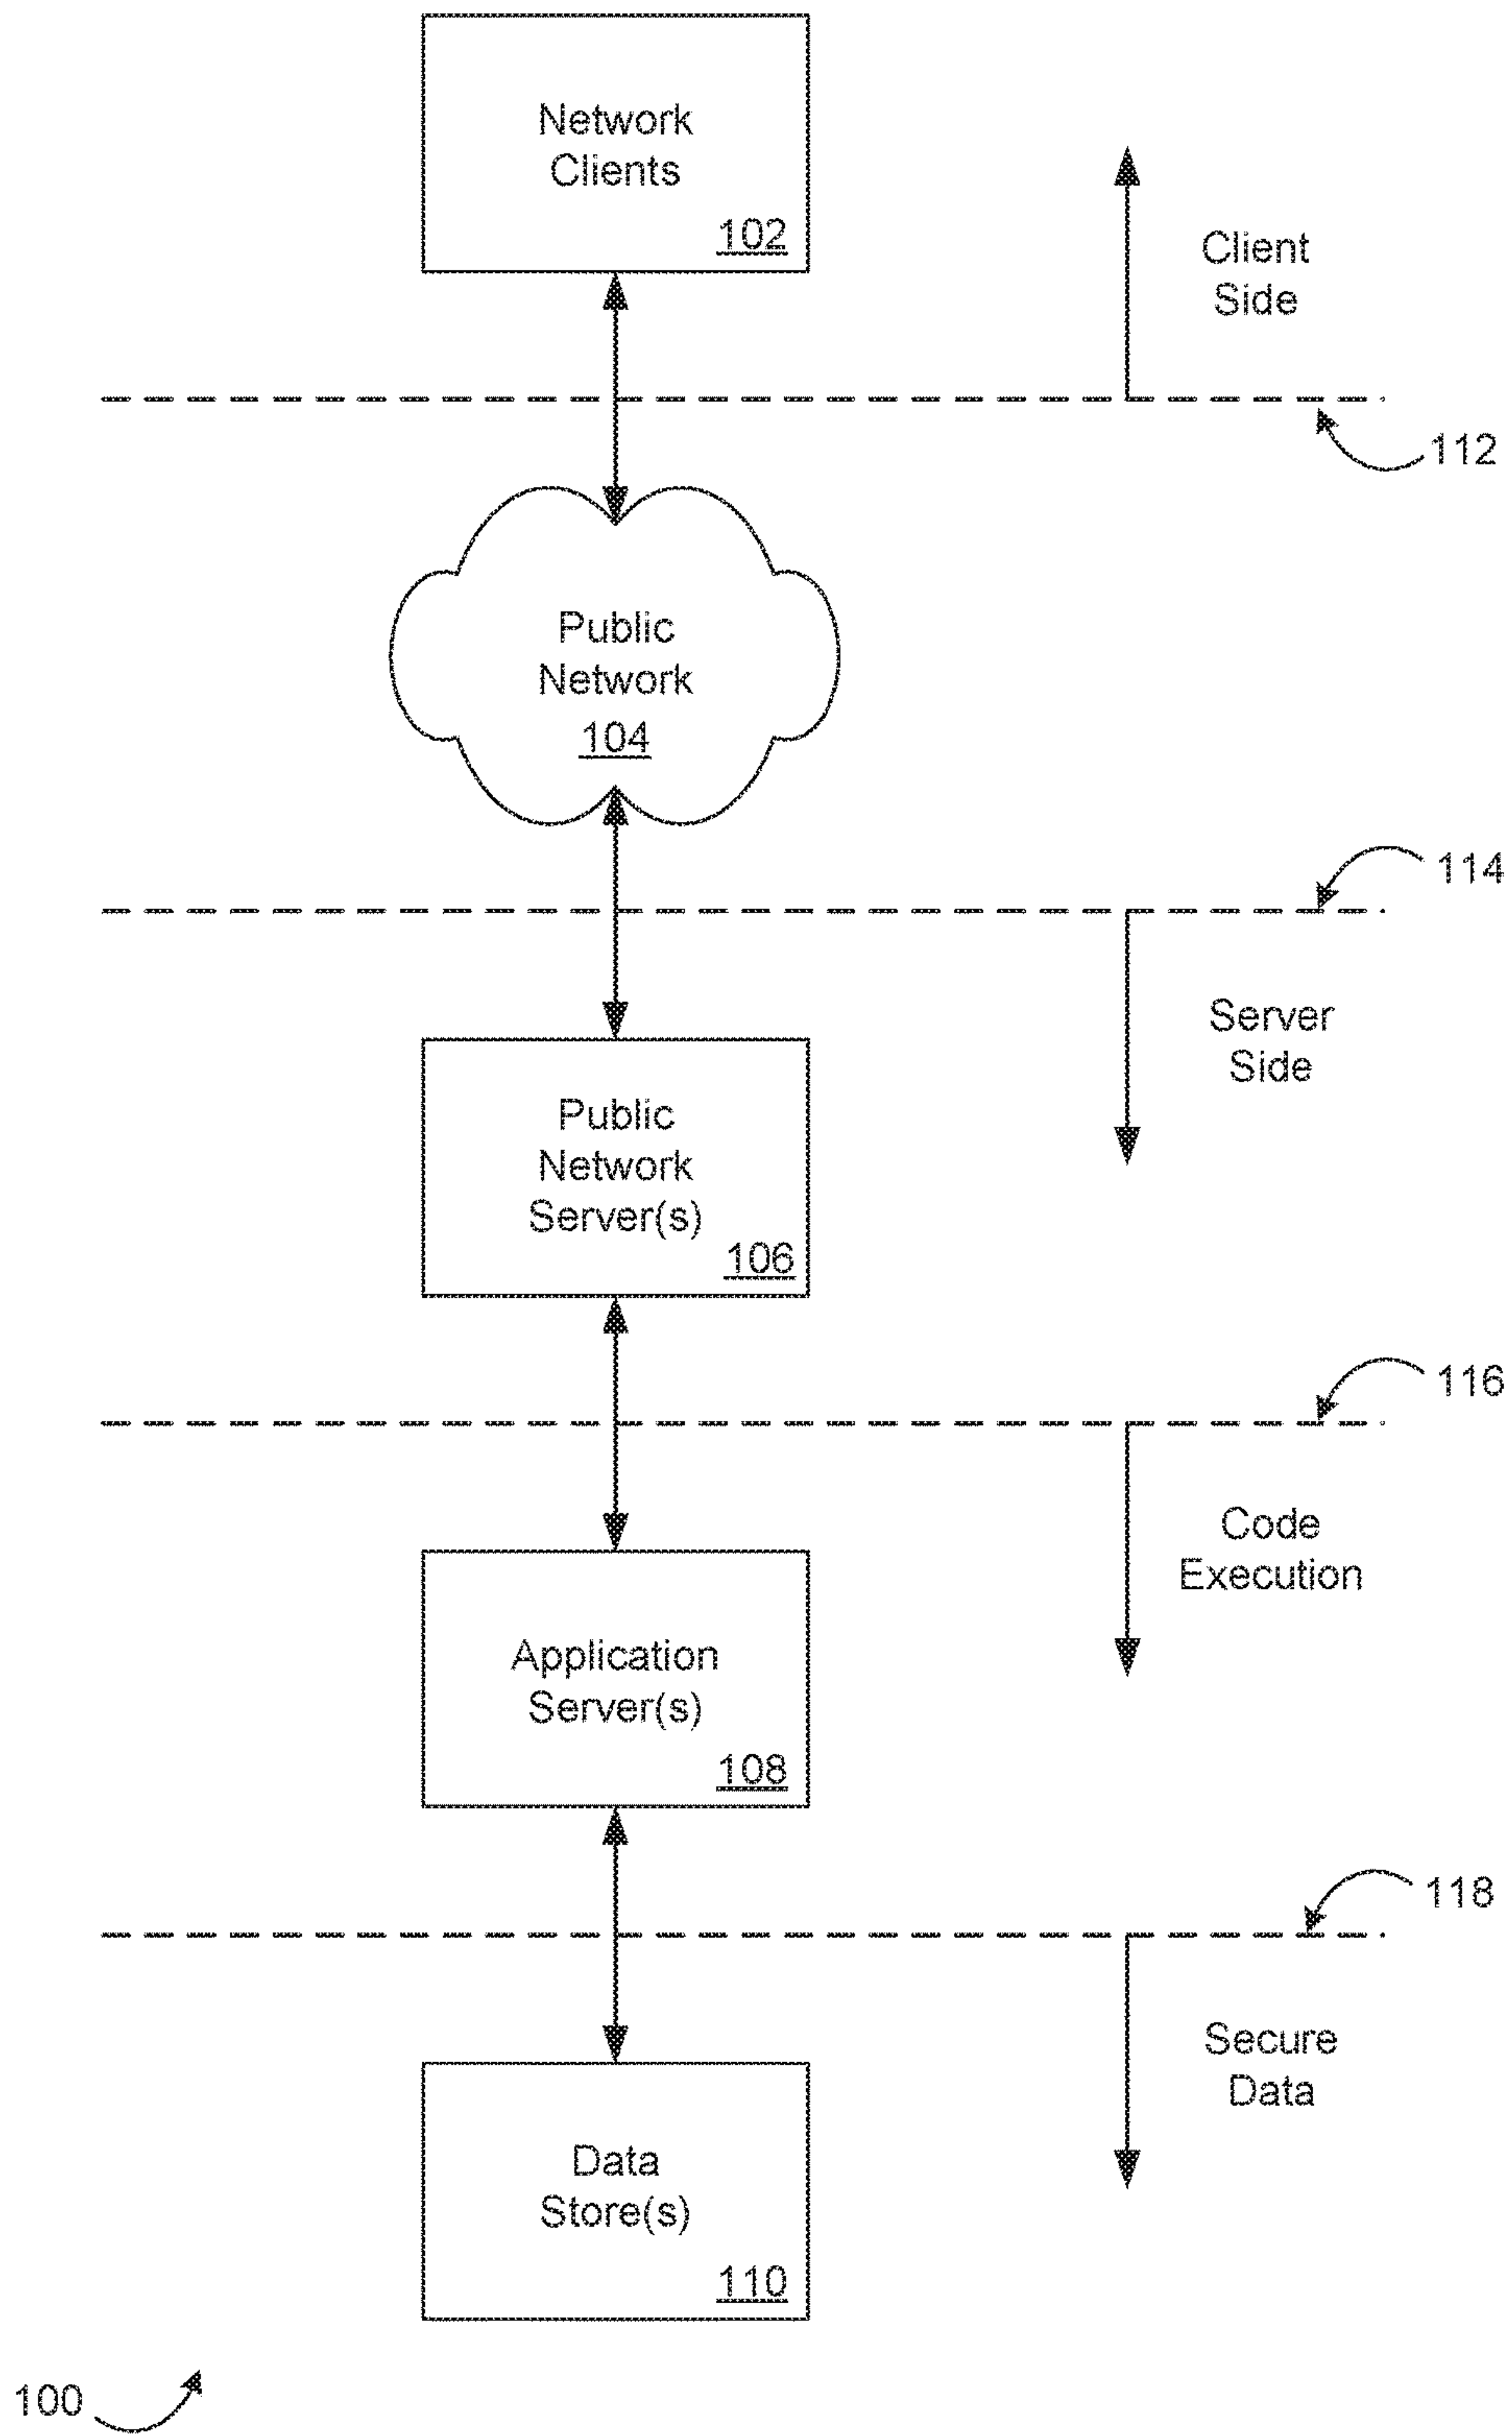 Network
Clients
102
Client
Side
112
Public
Network
104
114
Server
Side
Public
Network
Server(s)
106
116
Code
Execution
Application
Server(s)
108
118
Secure
Data
Data
Store(s)
110
100